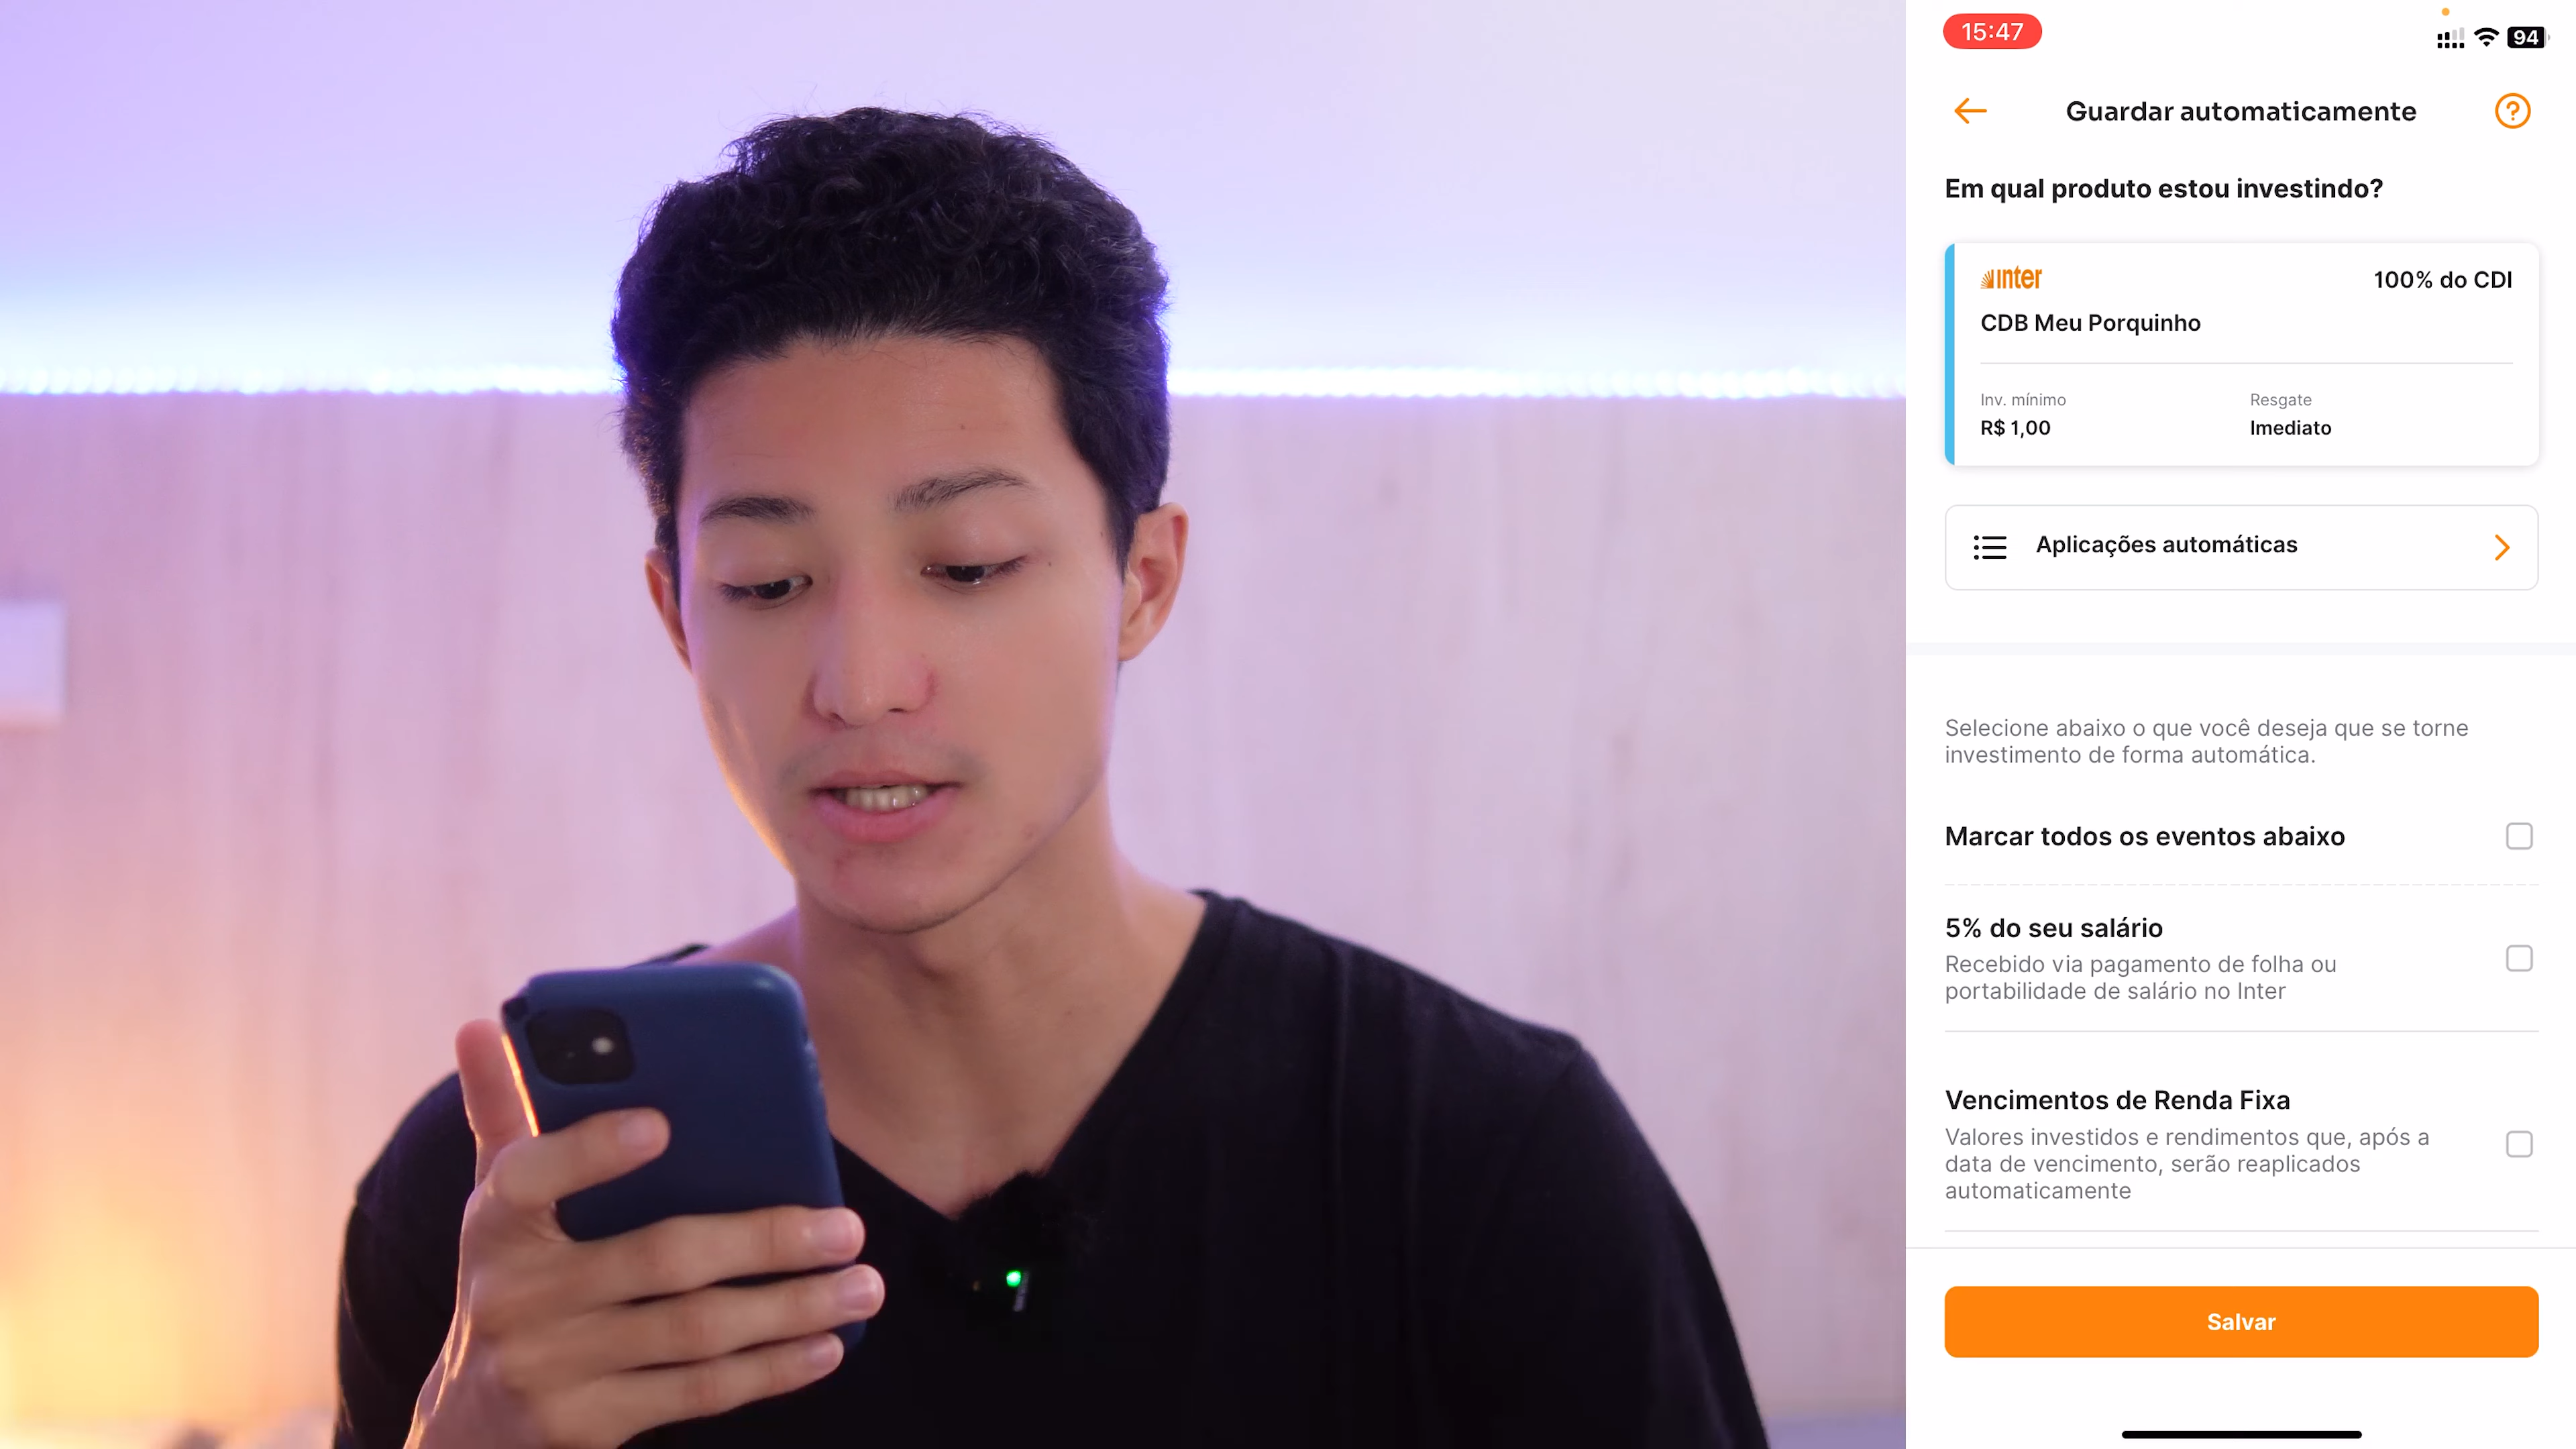 15:47
94
Guardar automaticamente
?
Em qual produto estou investindo?
inter
100% do CDI
CDB Meu Porquinho
Inv. mínimo
Resgate
R$ 1,00
Imediato
Aplicações automáticas
Selecione abaixo o que você deseja que se torne
investimento de forma automática.
Marcar todos os eventos abaixo
5% do seu salário
Recebido via pagamento de folha ou
portabilidade de salário no Inter
Vencimentos de Renda Fixa
Valores investidos e rendimentos que, após a
data de vencimento, serão reaplicados
automaticamente
Salvar